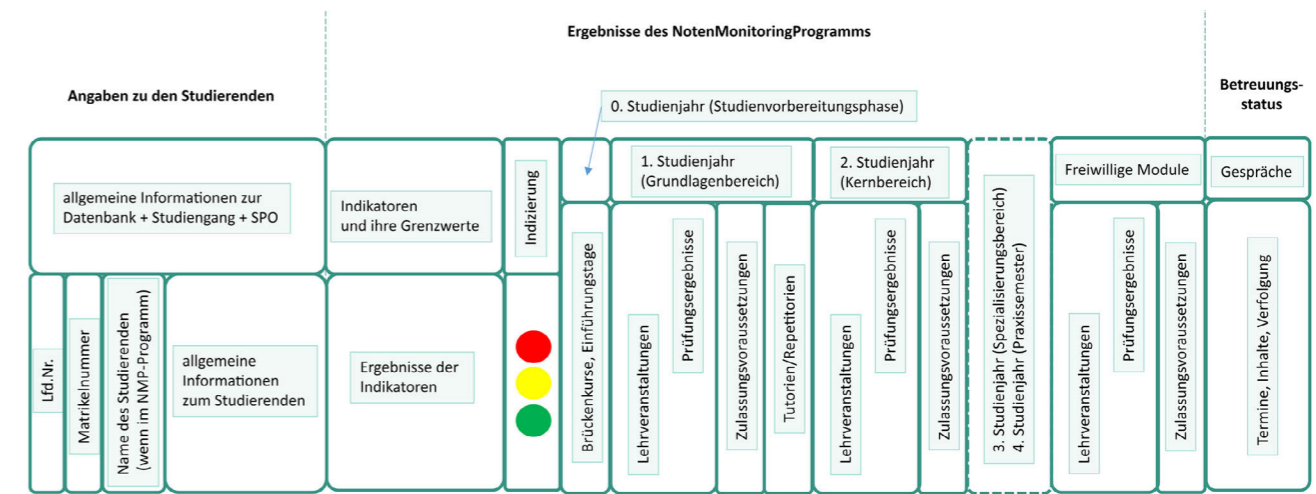 Ergebnisse des NotenMonitoringProgramms
Angaben zu den Studierenden
Betreuungs-
status
0. Studienjahr (Studienvorbereitungsphase)
allgemeine Informationen zur
Datenbank + Studiengang + SPO
Indikatoren
und ihre Grenzwerte
Indizierung
1. Studienjahr
(Grundlagenbereich)
2. Studienjahr
(Kernbereich)
Freiwillige Module
Gespräche
Lfd.Nr.
Matrikelnummer
Name des Studierenden
(wenn im NMP-Programm)
allgemeine
Informationen
zum Studierenden
Ergebnisse der
Indikatoren
Brückenkurse, Einführungstage
Lehrveranstaltungen
Prüfungsergebnisse
Zulassungsvoraussetzungen
Tutorien/Repetitorien
Lehrveranstaltungen
Prüfungsergebnisse
Zulassungsvoraussetzungen
3. Studienjahr (Spezialisierungsbereich)
4. Studienjahr (Praxissemester)
Lehrveranstaltungen
Prüfungsergebnisse
Zulassungsvoraussetzungen
Termine, Inhalte, Verfolgung